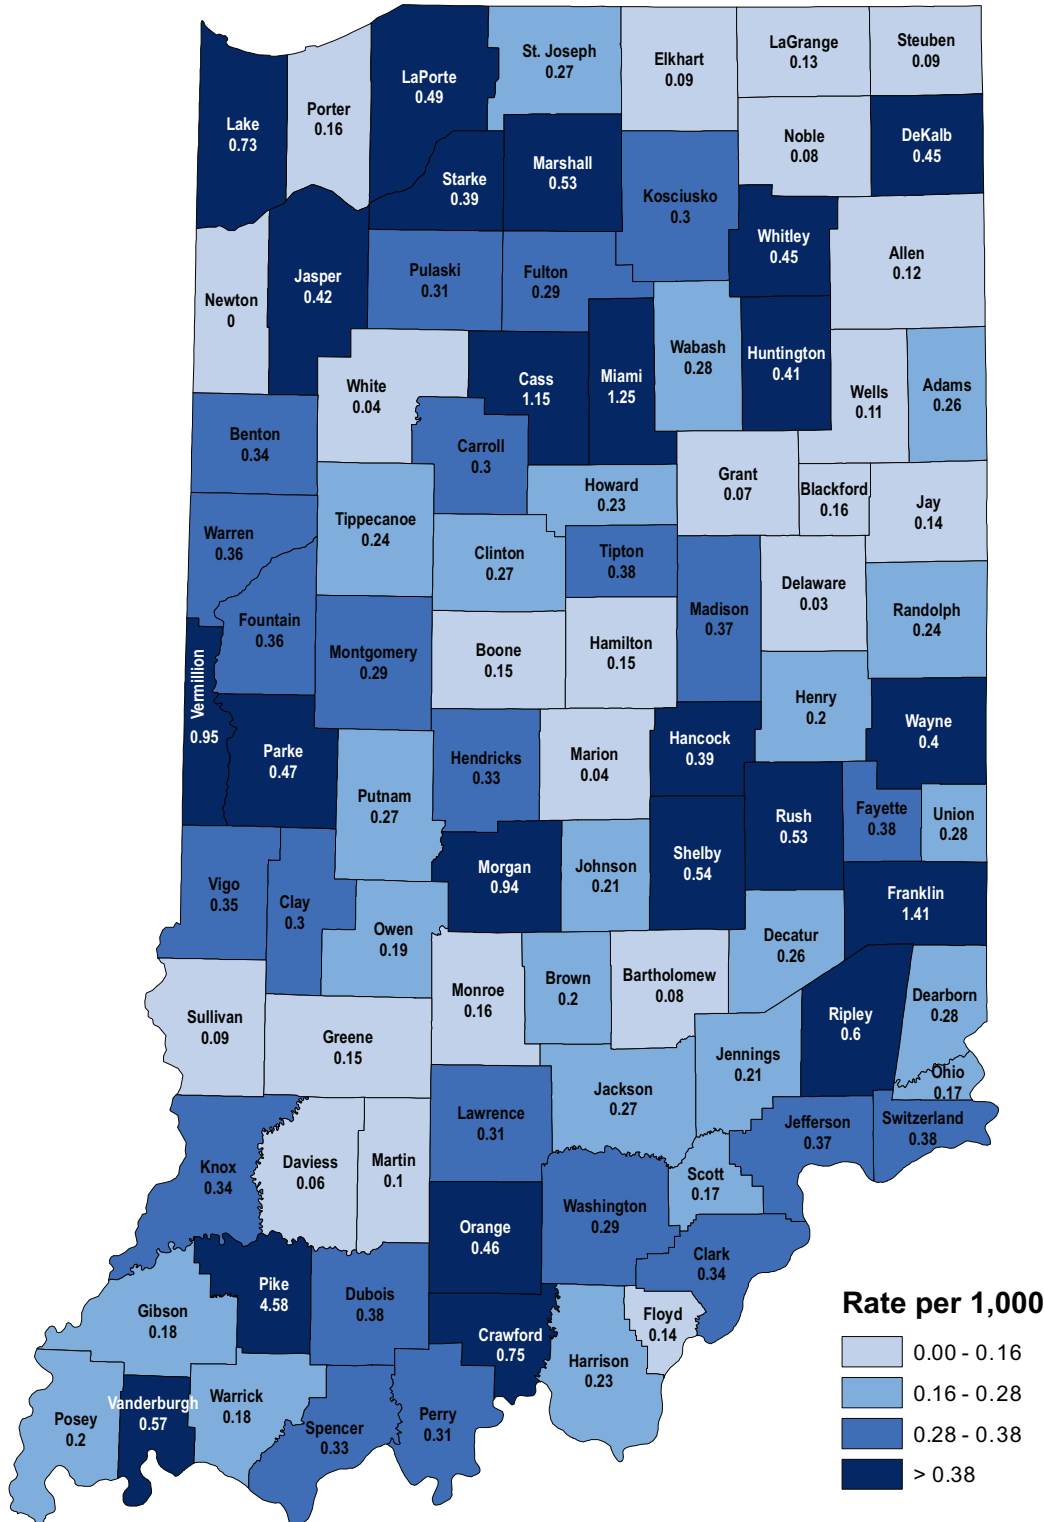 St. Joseph
0.27
Elkhart
0.09
LaGrange
0.13
Steuben
0.09
LaPorte
0.49
Lake
0.73
Porter
0.16
Starke
0.39
Marshall
0.53
Kosciusko
0.3
Noble
0.08
DeKalb
0.45
Whitley
0.45
Allen
0.12
Newton
0
Jasper
0.42
Pulaski
0.31
Fulton
0.29
White
0.04
Cass
1.15
Miami
1.25
Wabash
0.28
Huntington
0.41
Wells
0.11
Adams
0.26
Benton
0.34
Carroll
0.3
Howard
0.23
Grant
0.07
Blackford
0.16
Jay
0.14
Warren
0.36
Tippecanoe
0.24
Clinton
0.27
Tipton
0.38
Madison
0.37
Delaware
0.03
Randolph
0.24
Fountain
0.36
Montgomery
0.29
Boone
0.15
Hamilton
0.15
Henry
0.2
Wayne
0.4
Vermillion
0.95
Parke
0.47
Putnam
0.27
Hendricks
0.33
Marion
0.04
Hancock
0.39
Rush
0.53
Fayette
0.38
Union
0.28
Vigo
0.35
Clay
0.3
Owen
0.19
Morgan
0.94
Johnson
0.21
Shelby
0.54
Decatur
0.26
Franklin
1.41
Sullivan
0.09
Greene
0.15
Monroe
0.16
Brown
0.2
Bartholomew
0.08
Jennings
0.21
Ripley
0.6
Dearborn
0.28
Ohio
0.17
Knox
0.34
Daviess
0.06
Martin
0.1
Lawrence
0.31
Jackson
0.27
Scott
0.17
Jefferson
0.37
Switzerland
0.38
Orange
0.46
Washington
0.29
Clark
0.34
Gibson
0.18
Pike
4.58
Dubois
0.38
Crawford
0.75
Harrison
0.23
Floyd
0.14
Posey
0.2
Vanderburgh
0.57
Warrick
0.18
Spencer
0.33
Perry
0.31
Rate per 1,000
0.00 - 0.16
0.16 - 0.28
0.28 - 0.38
> 0.38